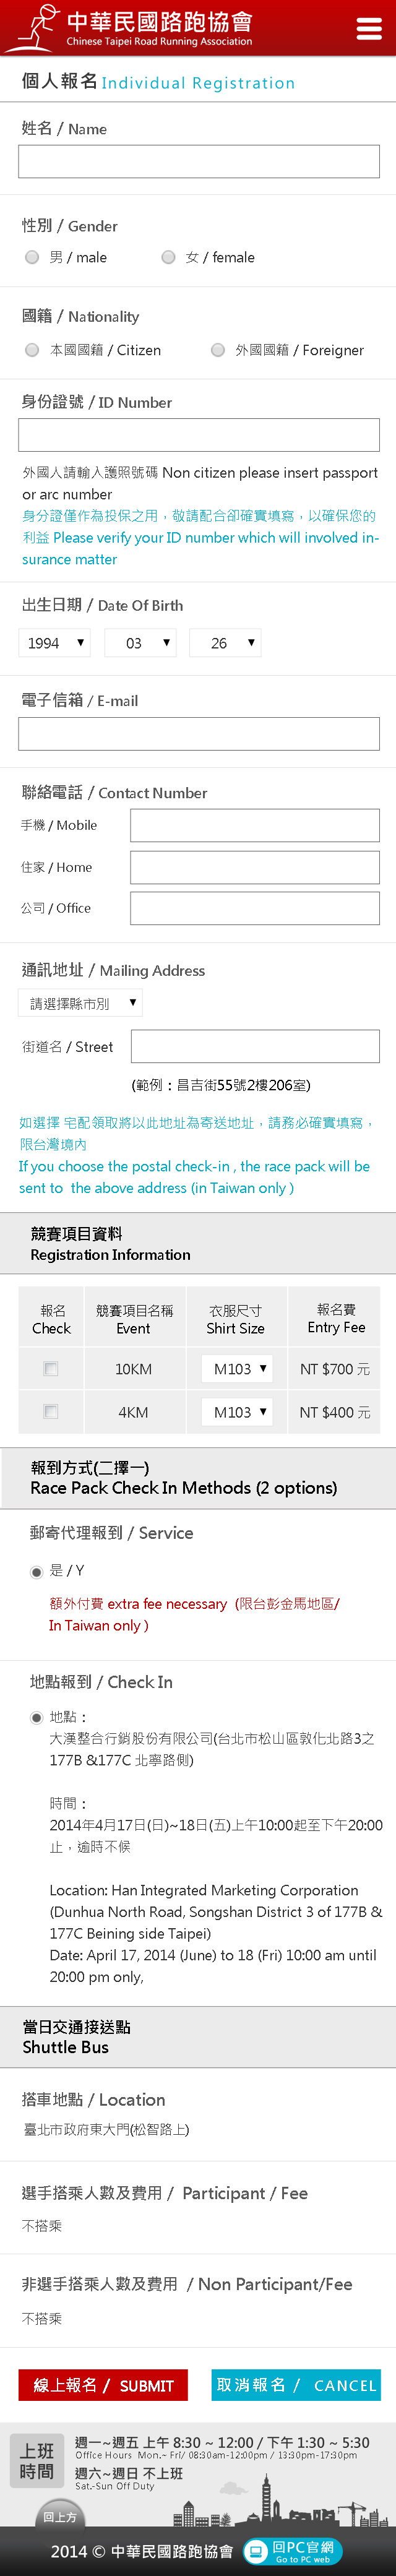 中華民國路跑協會
Chinese Taipei Road Running Association
個人報名 Individual Registration
姓名 / Name
性別 / Gender
男 / male 女 / female
國籍 / Nationality
本國國籍 / Citizen 外國國籍 / Foreigner
身份證號 / ID Number
外國人請輸入護照號碼 Non citizen please insert passport
or arc number
身分證僅作為投保之用，敬請配合卻確實填寫，以確保您的
利益 Please verify your ID number which will involved in-
surance matter
出生日期 / Date Of Birth
1994 ▼ 03 ▼ 26 ▼
電子信箱 / E-mail
聯絡電話 / Contact Number
手機 / Mobile
住家 / Home
公司 / Office
通訊地址 / Mailing Address
請選擇縣市別 ▼
街道名 / Street
(範例：昌吉街55號2樓206室)
如選擇 宅配領取將以此地址為寄送地址，請務必確實填寫，
限台灣境內
If you choose the postal check-in , the race pack will be
sent to the above address (in Taiwan only )
競賽項目資料
Registration Information
報名 競賽項目名稱 衣服尺寸 報名費
Check Event Shirt Size Entry Fee
10KM M103 ▼ NT $700 元
4KM M103 ▼ NT $400 元
報到方式(二擇一)
Race Pack Check In Methods (2 options)
郵寄代理報到 / Service
是 / Y
額外付費 extra fee necessary (限台彭金馬地區/
In Taiwan only )
地點報到 / Check In
地點：
大漢整合行銷股份有限公司(台北市松山區敦化北路3之
177B &177C 北寧路側)
時間：
2014年4月17日(日)~18日(五)上午10:00起至下午20:00
止，逾時不候
Location: Han Integrated Marketing Corporation
(Dunhua North Road, Songshan District 3 of 177B &
177C Beining side Taipei)
Date: April 17, 2014 (June) to 18 (Fri) 10:00 am until
20:00 pm only,
當日交通接送點
Shuttle Bus
搭車地點 / Location
臺北市政府東大門(松智路上)
選手搭乘人數及費用 / Participant / Fee
不搭乘
非選手搭乘人數及費用 / Non Participant/Fee
不搭乘
線上報名 / SUBMIT 取消報名 / CANCEL
上班
時間
週一~週五 上午 8:30 ~ 12:00 / 下午 1:30 ~ 5:30
Office Hours Mon.~ Fri/ 08:30am-12:00pm / 13:30pm-17:30pm
週六~週日 不上班
Sat.-Sun Off Duty
回上方
2014 © 中華民國路跑協會
回PC官網
Go to PC web